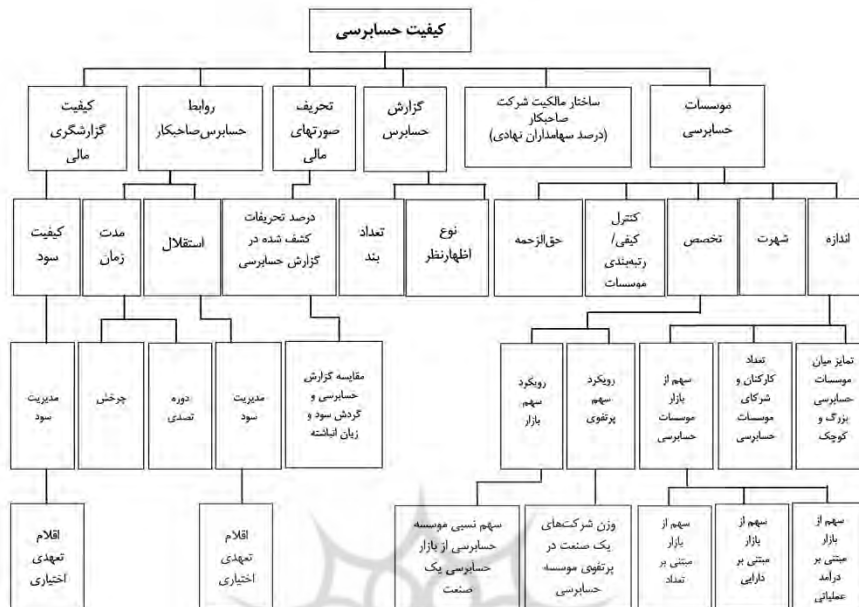 کیفیت حسابرسی
موسسات
حسابرسی
ساختار مالکیت شرکت
صاحبکار
(درصد سهامداران نهادی)
گزارش
حسابرس
تحریف
صورتهای
مالی
روابط
حسابرس‌صاحبکار
کیفیت
گزارشگری
مالی
اندازه
شهرت
تخصص
کنترل
کیفی/
رتبه‌بندی
موسسات
حق‌الزحمه
نوع
اظهارنظر
تعداد
بند
درصد تحریفات
کشف شده در
گزارش حسابرسی
استقلال
مدت
زمان
کیفیت
سود
تمایز میان
موسسات
حسابرسی
بزرگ و
کوچک
تعداد
کارکنان و
شرکای
موسسات
حسابرسی
سهم از
بازار
موسسات
حسابرسی
رویکرد
سهم
پرتفوی
رویکرد
سهم
بازار
مقایسه گزارش
حسابرسی و
گردش سود و
زیان انباشته
مدیریت
سود
دوره
تصدی
چرخش
مدیریت
سود
سهم از
بازار
مبتنی بر
درآمد
عملیاتی
سهم از
بازار
مبتنی بر
دارایی
سهم از
بازار
مبتنی بر
تعداد
وزن شرکت‌های
یک صنعت در
پرتفوی موسسه
حسابرسی
سهم نسبی موسسه
حسابرسی از بازار
حسابرسی یک
صنعت
اقلام
تعهدی
اختیاری
اقلام
تعهدی
اختیاری